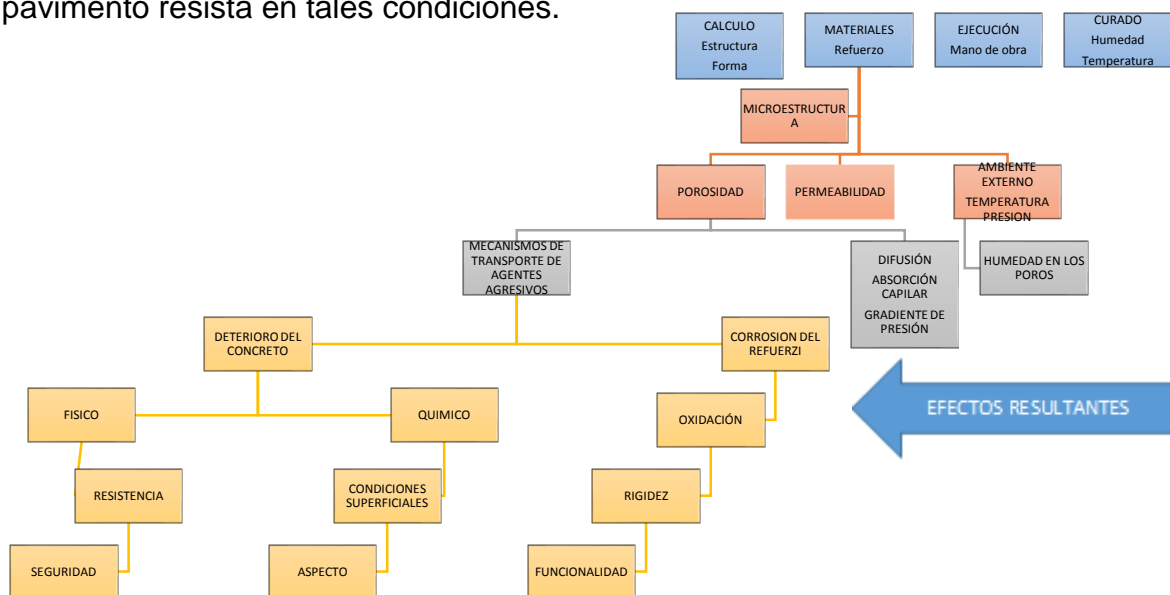 pavimento resista en tales condiciones.
CALCULO
Estructura
Forma
MATERIALES
Refuerzo
EJECUCIÓN
Mano de obra
CURADO
Humedad
Temperatura
MICROESTRUCTUR
A
POROSIDAD
PERMEABILIDAD
AMBIENTE
EXTERNO
TEMPERATURA
PRESION
MECANISMOS DE
TRANSPORTE DE
AGENTES
AGRESIVOS
DIFUSIÓN
ABSORCIÓN
CAPILAR
GRADIENTE DE
PRESIÓN
HUMEDAD EN LOS
POROS
DETERIORO DEL
CONCRETO
CORROSION DEL
REFUERZI
FISICO
QUIMICO
OXIDACIÓN
EFECTOS RESULTANTES
RESISTENCIA
CONDICIONES
SUPERFICIALES
RIGIDEZ
SEGURIDAD
ASPECTO
FUNCIONALIDAD